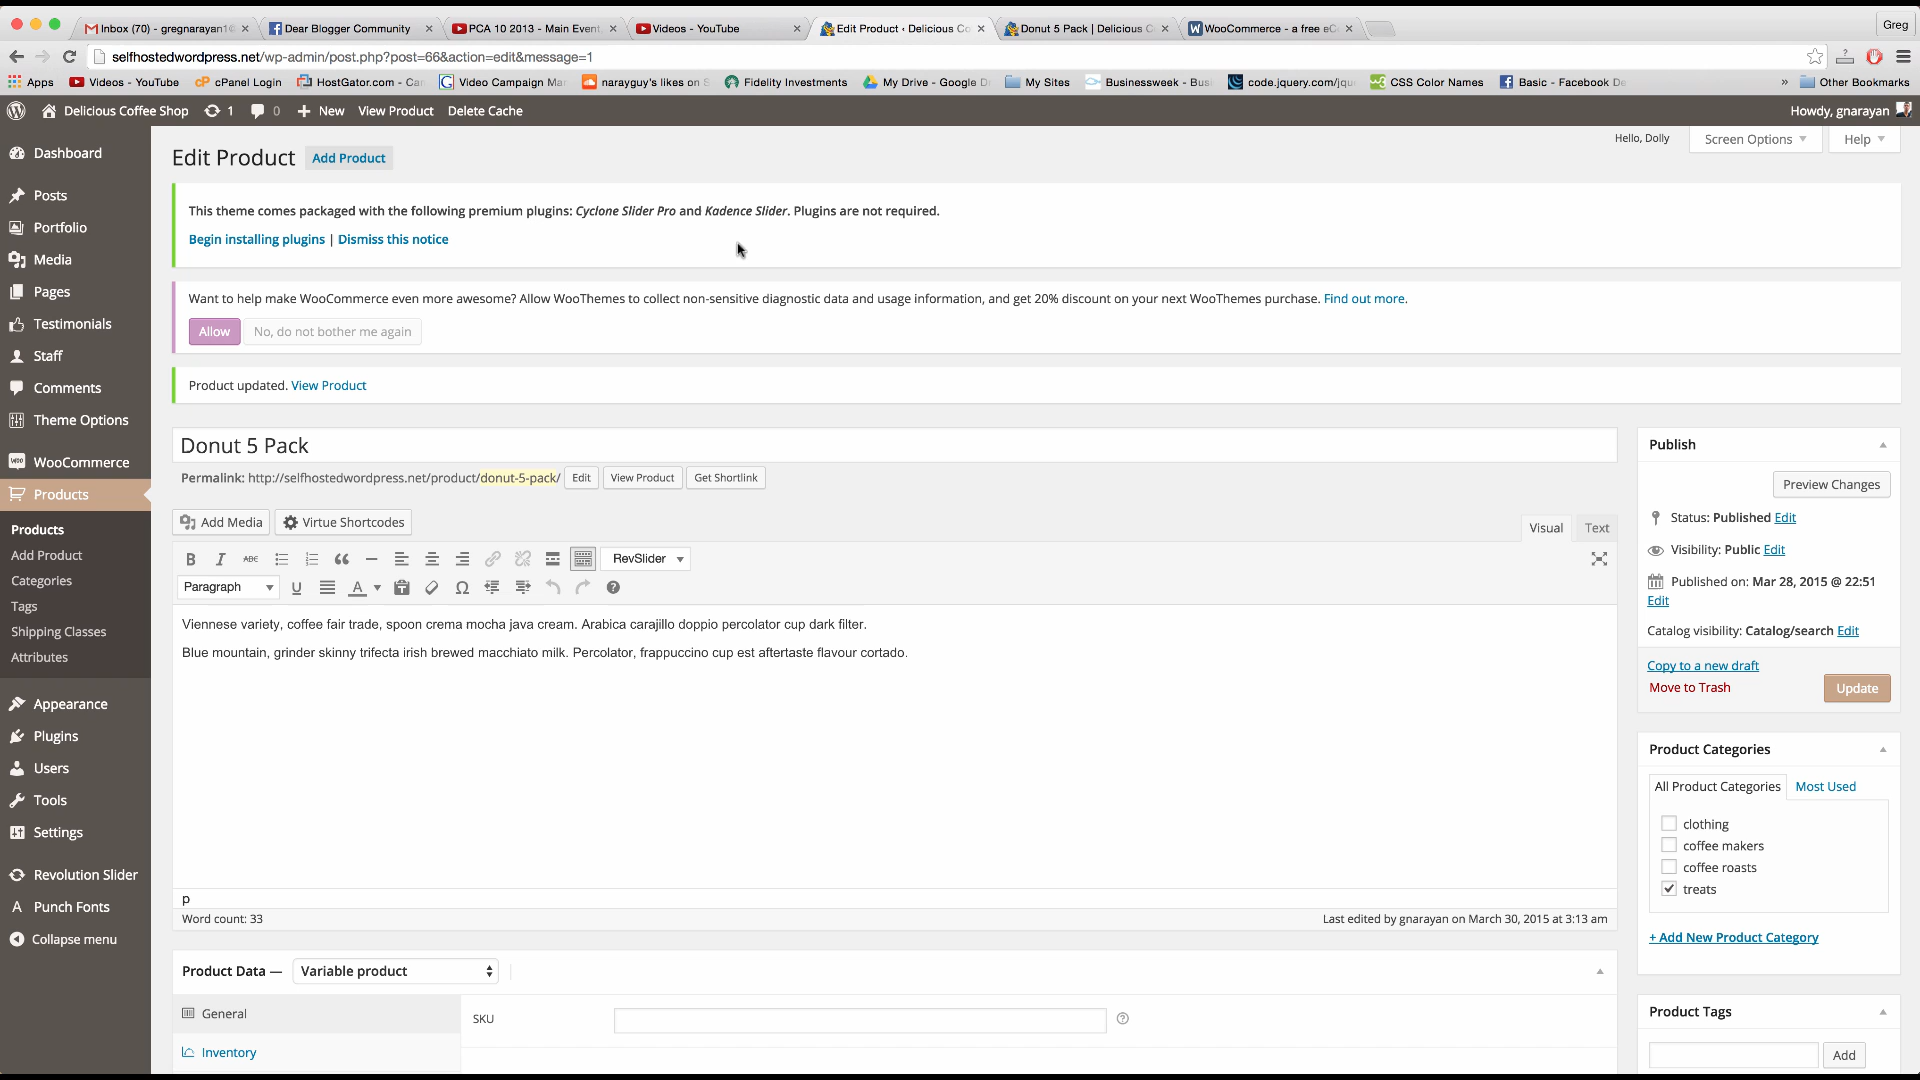 Inbox (70) - gregnarayan1@
Dear Blogger Community
PCA 10 2013 - Main Event
Videos - YouTube
Edit Product ‹ Delicious Co
Donut 5 Pack | Delicious C
WooCommerce - a free eC
Greg
selfhostedwordpress.net/wp-admin/post.php?post=66&action=edit&message=1
Apps
Videos - YouTube
cPanel Login
HostGator.com - Ca
Video Campaign Ma
narayguy's likes on S
Fidelity Investments
My Drive - Google D
My Sites
Businessweek - Bus
code.jquery.com/jqu
CSS Color Names
Basic - Facebook De
»
Other Bookmarks
Delicious Coffee Shop
1
0
+ New
View Product
Delete Cache
Howdy, gnarayan
Hello, Dolly
Screen Options
Help
Dashboard
Posts
Portfolio
Media
Pages
Testimonials
Staff
Comments
Theme Options
WooCommerce
Products
Products
Add Product
Categories
Tags
Shipping Classes
Attributes
Appearance
Plugins
Users
Tools
Settings
Revolution Slider
Punch Fonts
Collapse menu
Edit Product
Add Product
This theme comes packaged with the following premium plugins: Cyclone Slider Pro and Kadence Slider. Plugins are not required.
Begin installing plugins | Dismiss this notice
Want to help make WooCommerce even more awesome? Allow WooThemes to collect non-sensitive diagnostic data and usage information, and get 20% discount on your next WooThemes purchase. Find out more.
Allow
No, do not bother me again
Product updated. View Product
Donut 5 Pack
Permalink: http://selfhostedwordpress.net/product/donut-5-pack/
Edit
View Product
Get Shortlink
Add Media
Virtue Shortcodes
Visual
Text
B
I
ABC
RevSlider
Paragraph
U
A
Ω
Viennese variety, coffee fair trade, spoon crema mocha java cream. Arabica carajillo doppio percolator cup dark filter.
Blue mountain, grinder skinny trifecta irish brewed macchiato milk. Percolator, frappuccino cup est aftertaste flavour cortado.
p
Word count: 33
Last edited by gnarayan on March 30, 2015 at 3:13 am
Product Data —
Variable product
General
Inventory
SKU
Publish
Preview Changes
Status: Published Edit
Visibility: Public Edit
Published on: Mar 28, 2015 @ 22:51
Edit
Catalog visibility: Catalog/search Edit
Copy to a new draft
Move to Trash
Update
Product Categories
All Product Categories
Most Used
clothing
coffee makers
coffee roasts
treats
+ Add New Product Category
Product Tags
Add